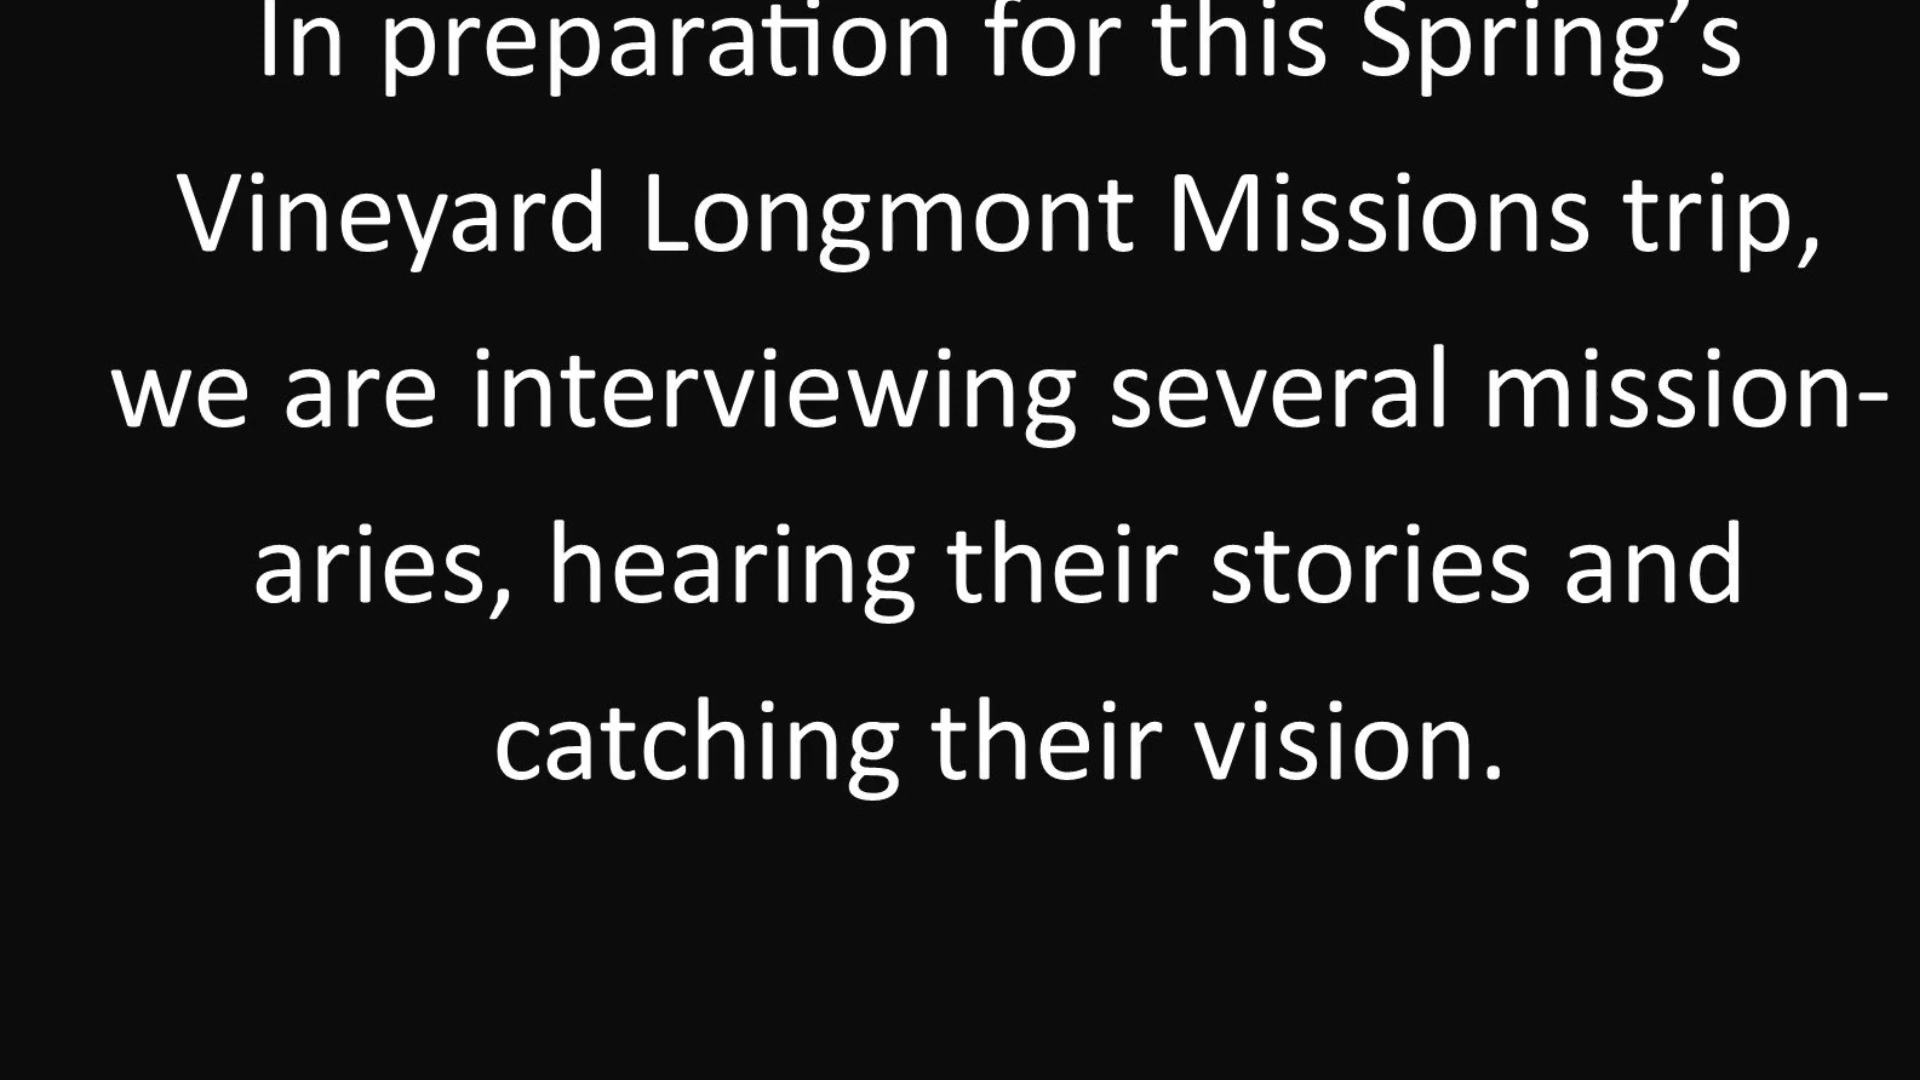 In preparation for this Spring’s
Vineyard Longmont Missions trip,
we are interviewing several mission-
aries, hearing their stories and
catching their vision.